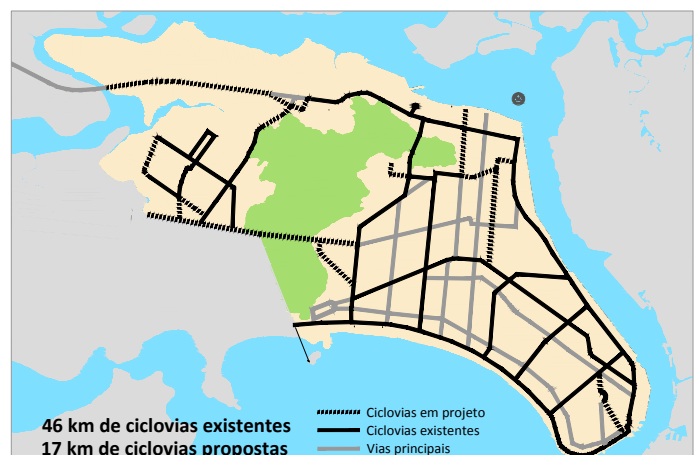 46 km de ciclovias existentes
17 km de ciclovias propostas
Ciclovias em projeto
Ciclovias existentes
Vias principais